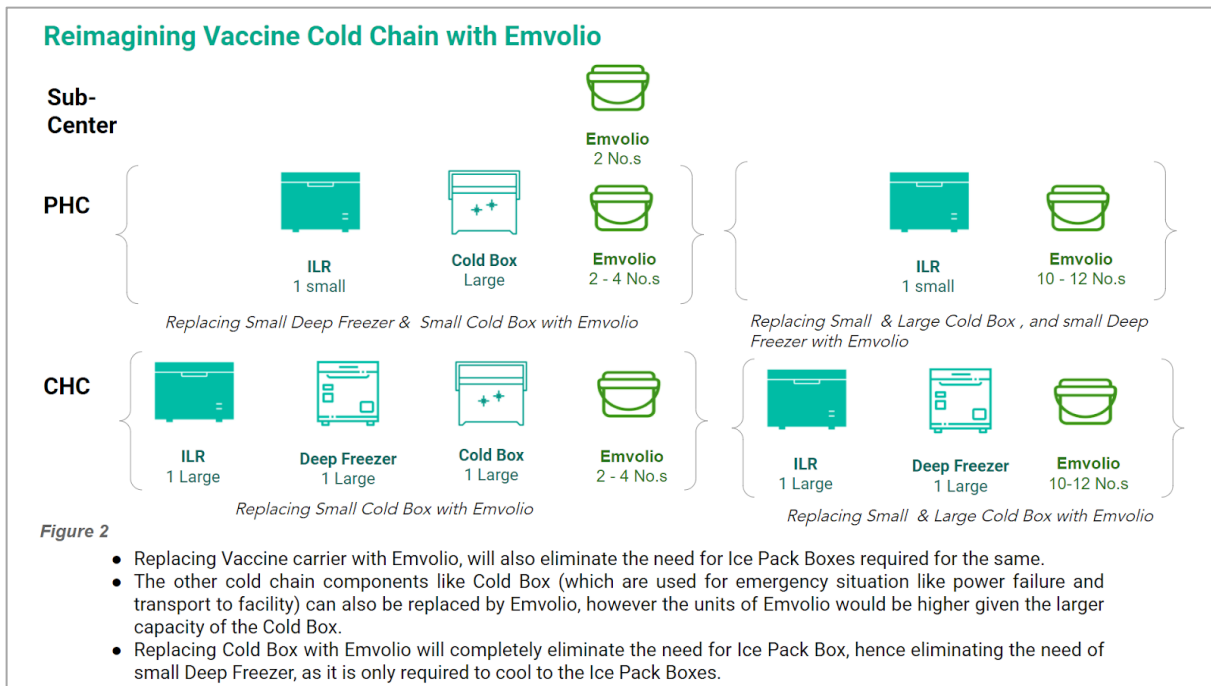 Reimagining Vaccine Cold Chain with Emvolio
Sub-
Center
Emvolio
2 No.s
PHC
ILR
1 small
Cold Box
Large
Emvolio
2 - 4 No.s
Replacing Small Deep Freezer & Small Cold Box with Emvolio
ILR
1 small
Emvolio
10 - 12 No.s
Replacing Small & Large Cold Box , and small Deep
Freezer with Emvolio
CHC
ILR
1 Large
Deep Freezer
1 Large
Cold Box
1 Large
Emvolio
2 - 4 No.s
Replacing Small Cold Box with Emvolio
ILR
1 Large
Deep Freezer
1 Large
Emvolio
10-12 No.s
Replacing Small & Large Cold Box with Emvolio
Figure 2
● Replacing Vaccine carrier with Emvolio, will also eliminate the need for Ice Pack Boxes required for the same.
● The other cold chain components like Cold Box (which are used for emergency situation like power failure and
transport to facility) can also be replaced by Emvolio, however the units of Emvolio would be higher given the larger
capacity of the Cold Box.
● Replacing Cold Box with Emvolio will completely eliminate the need for Ice Pack Box, hence eliminating the need of
small Deep Freezer, as it is only required to cool to the Ice Pack Boxes.